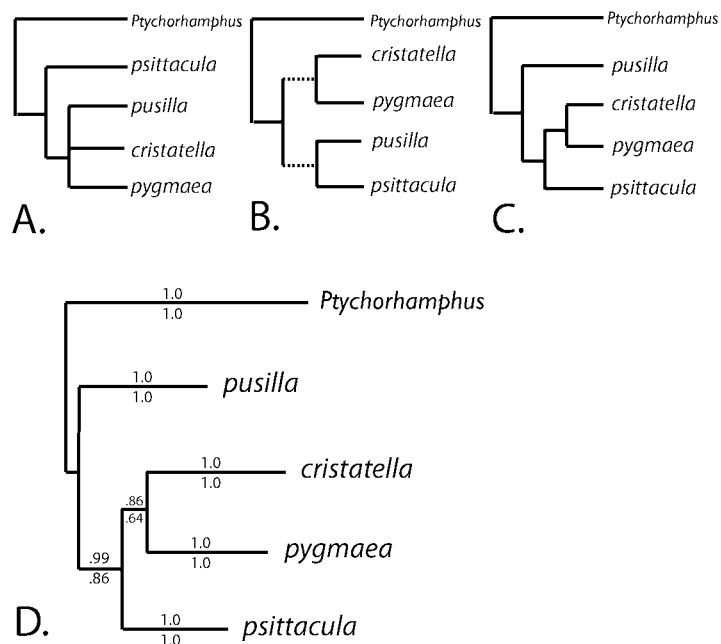 Ptychorhamphus
psittacula
pusilla
cristatella
pygmaea
A.
Ptychorhamphus
cristatella
pygmaea
pusilla
psittacula
B.
Ptychorhamphus
pusilla
cristatella
pygmaea
psittacula
C.
1.0
1.0
Ptychorhamphus
1.0
1.0
pusilla
1.0
1.0
cristatella
.86
.64
1.0
1.0
pygmaea
.99
.86
1.0
1.0
psittacula
D.